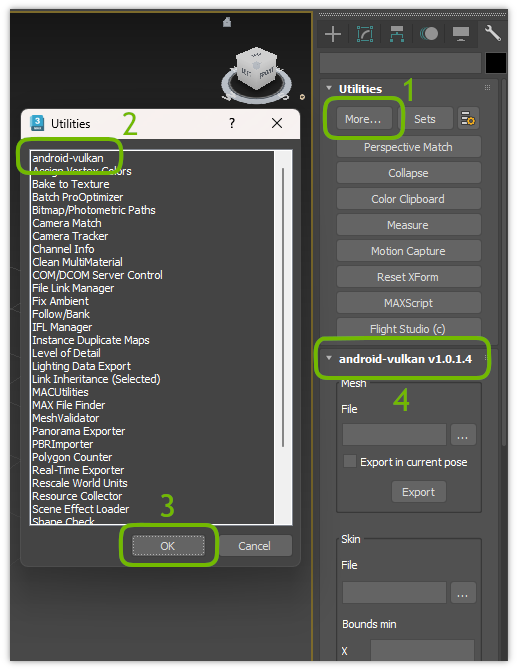 Utilities
1
More...
Sets
Perspective Match
Collapse
Color Clipboard
Measure
Motion Capture
Reset XForm
MAXScript
Flight Studio (c)
android-vulkan v1.0.1.4
4
Mesh
File
...
Export in current pose
Export
Skin
File
...
Bounds min
X
3
Utilities
2
?
android-vulkan
Assign Vertex Colors
Bake to Texture
Batch ProOptimizer
Bitmap/Photometric Paths
Camera Match
Camera Tracker
Channel Info
Clean MultiMaterial
COM/DCOM Server Control
File Link Manager
Fix Ambient
Follow/Bank
IFL Manager
Instance Duplicate Maps
Level of Detail
Lighting Data Export
Link Inheritance (Selected)
MACUtilities
MAX File Finder
MeshValidator
Panorama Exporter
PBRImporter
Polygon Counter
Real-Time Exporter
Rescale World Units
Resource Collector
Scene Effect Loader
Shape Check
3
OK
Cancel